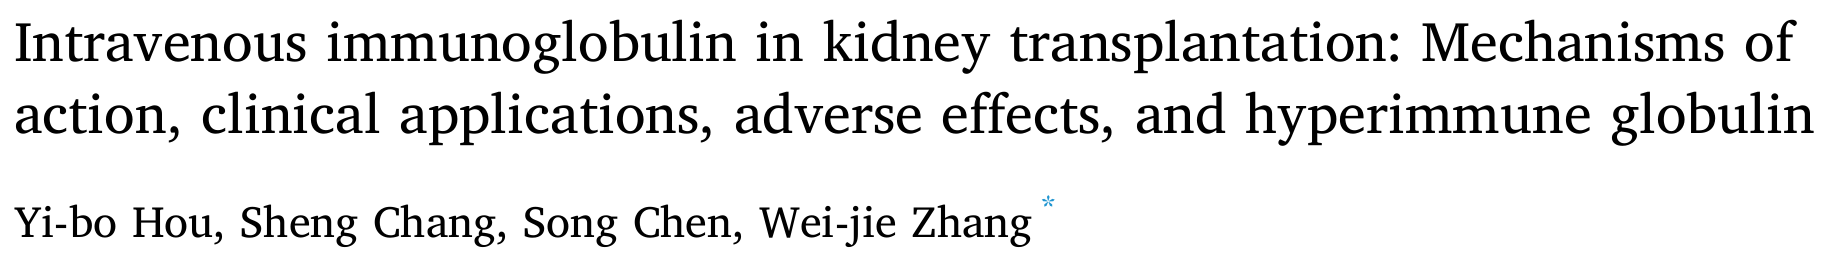 Intravenous immunoglobulin in kidney transplantation: Mechanisms of
action, clinical applications, adverse effects, and hyperimmune globulin
Yi-bo Hou, Sheng Chang, Song Chen, Wei-jie Zhang *